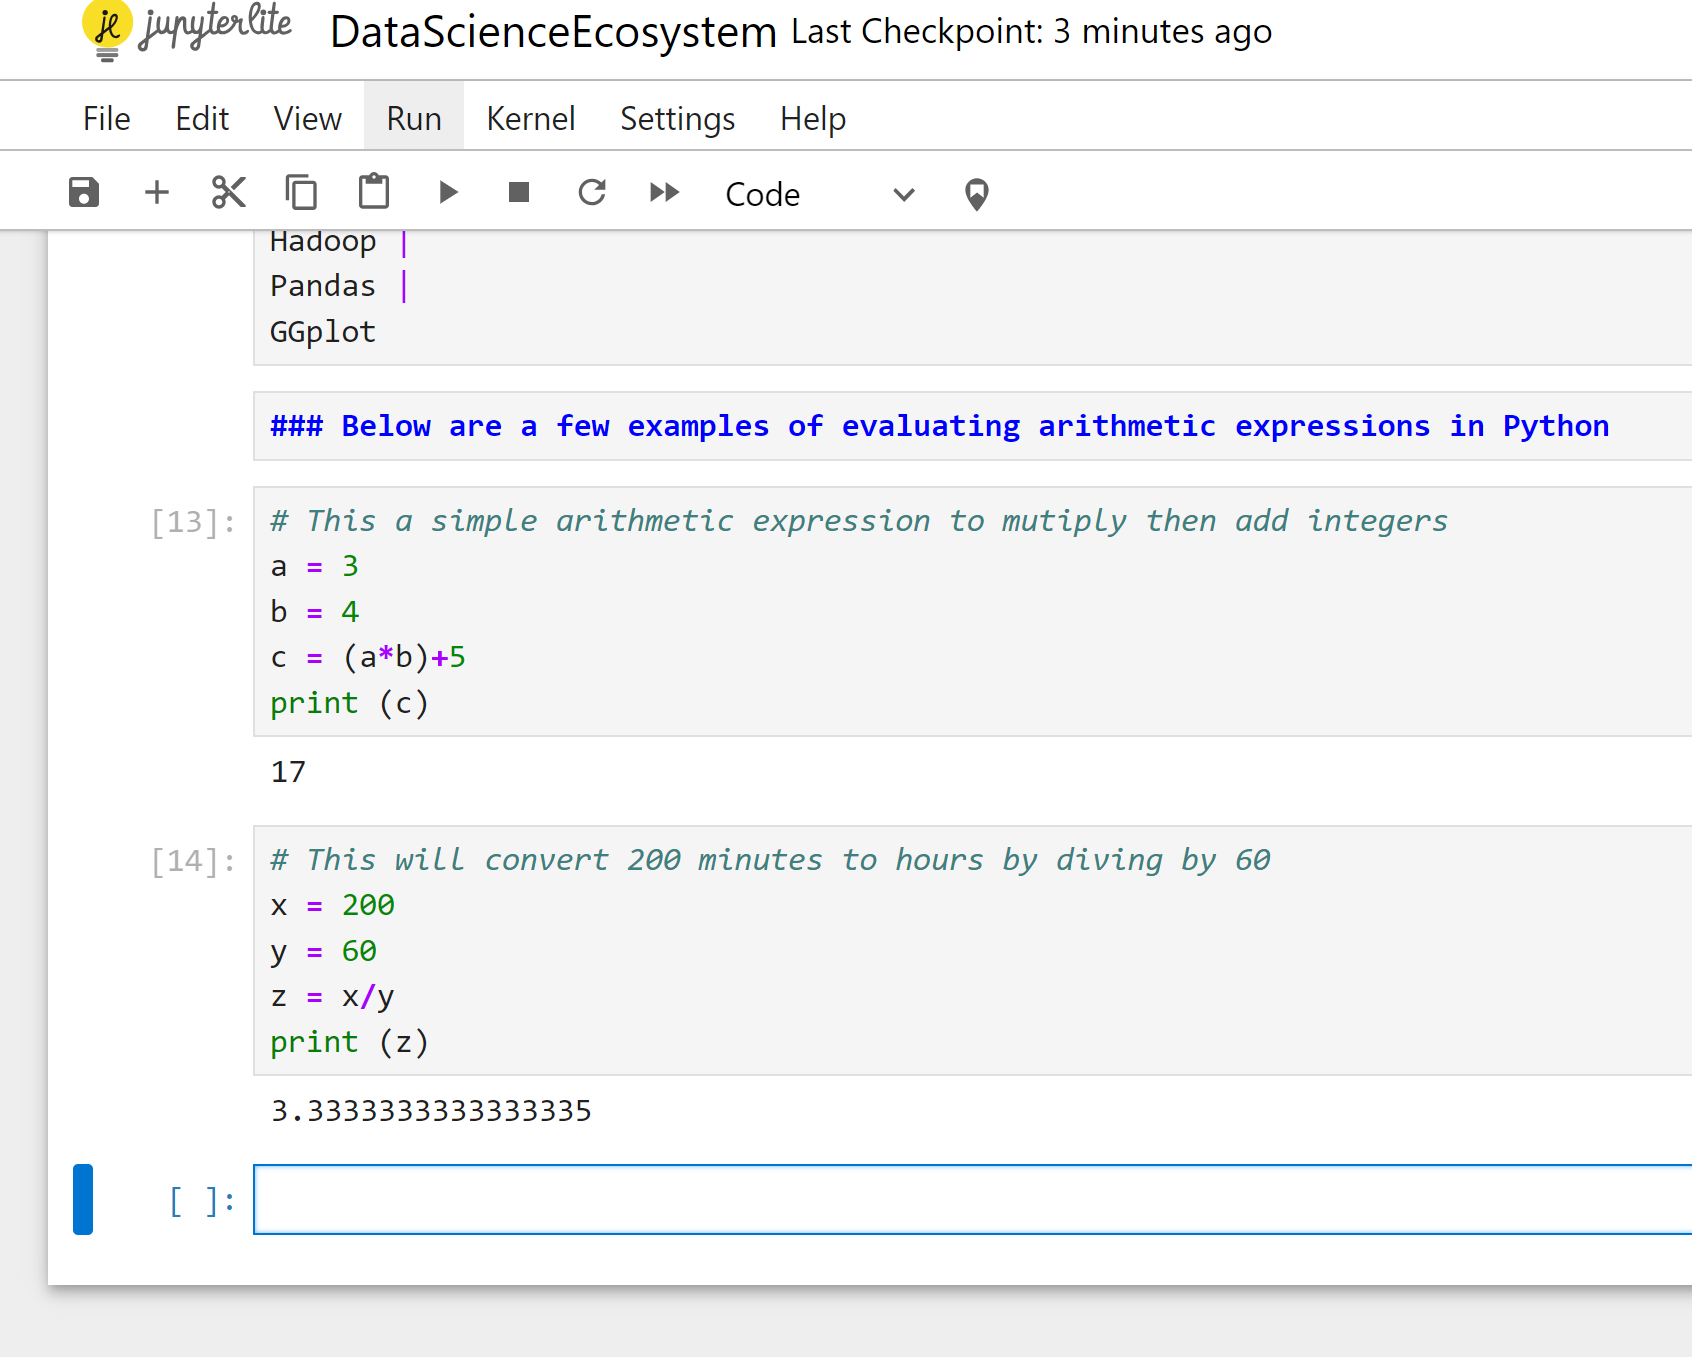 jupyterlite DataScienceEcosystem Last Checkpoint: 3 minutes ago
File Edit View Run Kernel Settings Help
Code
Hadoop |
Pandas |
GGplot
### Below are a few examples of evaluating arithmetic expressions in Python
[13]: # This a simple arithmetic expression to mutiply then add integers
a = 3
b = 4
c = (a*b)+5
print (c)
17
[14]: # This will convert 200 minutes to hours by diving by 60
x = 200
y = 60
z = x/y
print (z)
3.3333333333333335
[ ]: